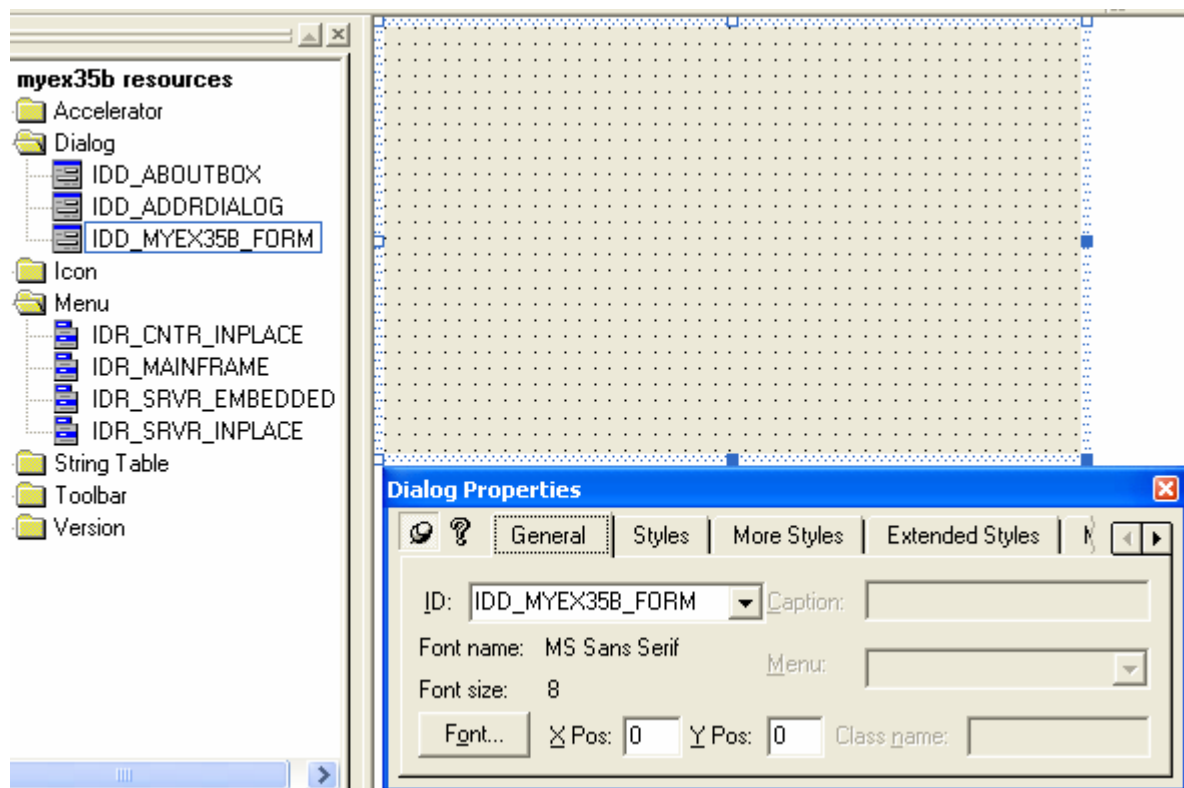 myex35b resources
Accelerator
Dialog
IDD_ABOUTBOX
IDD_ADDRDIALOG
IDD_MYEX35B_FORM
Icon
Menu
IDR_CNTR_INPLACE
IDR_MAINFRAME
IDR_SRVR_EMBEDDED
IDR_SRVR_INPLACE
String Table
Toolbar
Version
Dialog Properties
General Styles More Styles Extended Styles
ID: IDD_MYEX35B_FORM Caption:
Font name: MS Sans Serif Menu:
Font size: 8
Font... X Pos: 0 Y Pos: 0 Class name: